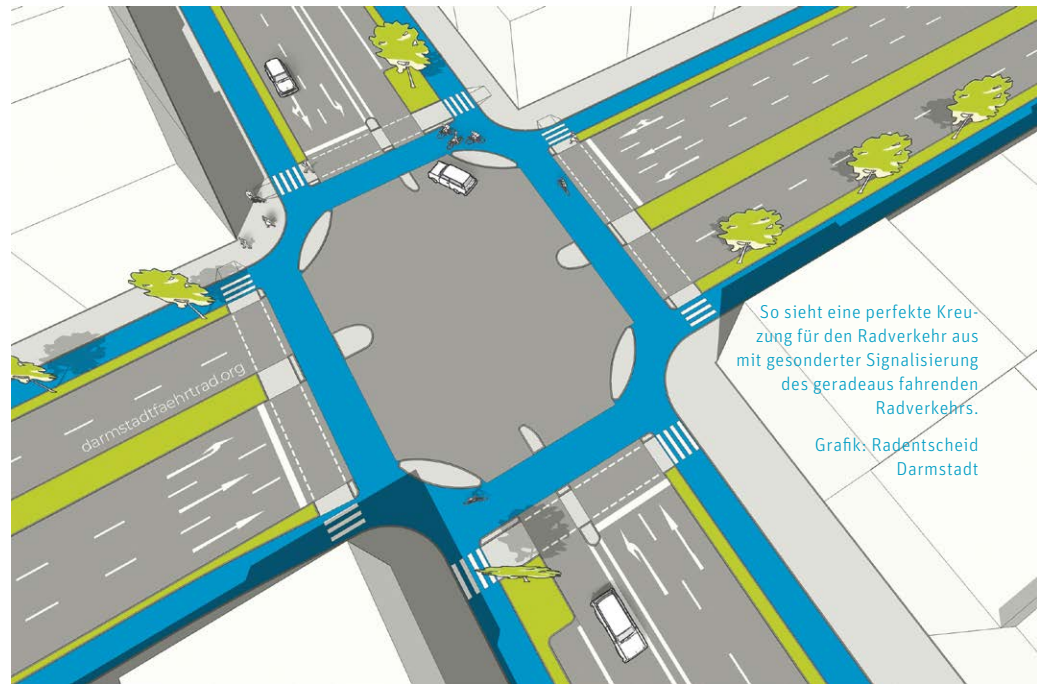 darmstadtfaehrtrad.org
So sieht eine perfekte Kreu-
zung für den Radverkehr aus
mit gesonderter Signalisierung
des geradeaus fahrenden
Radverkehrs.
Grafik: Radentscheid
Darmstadt